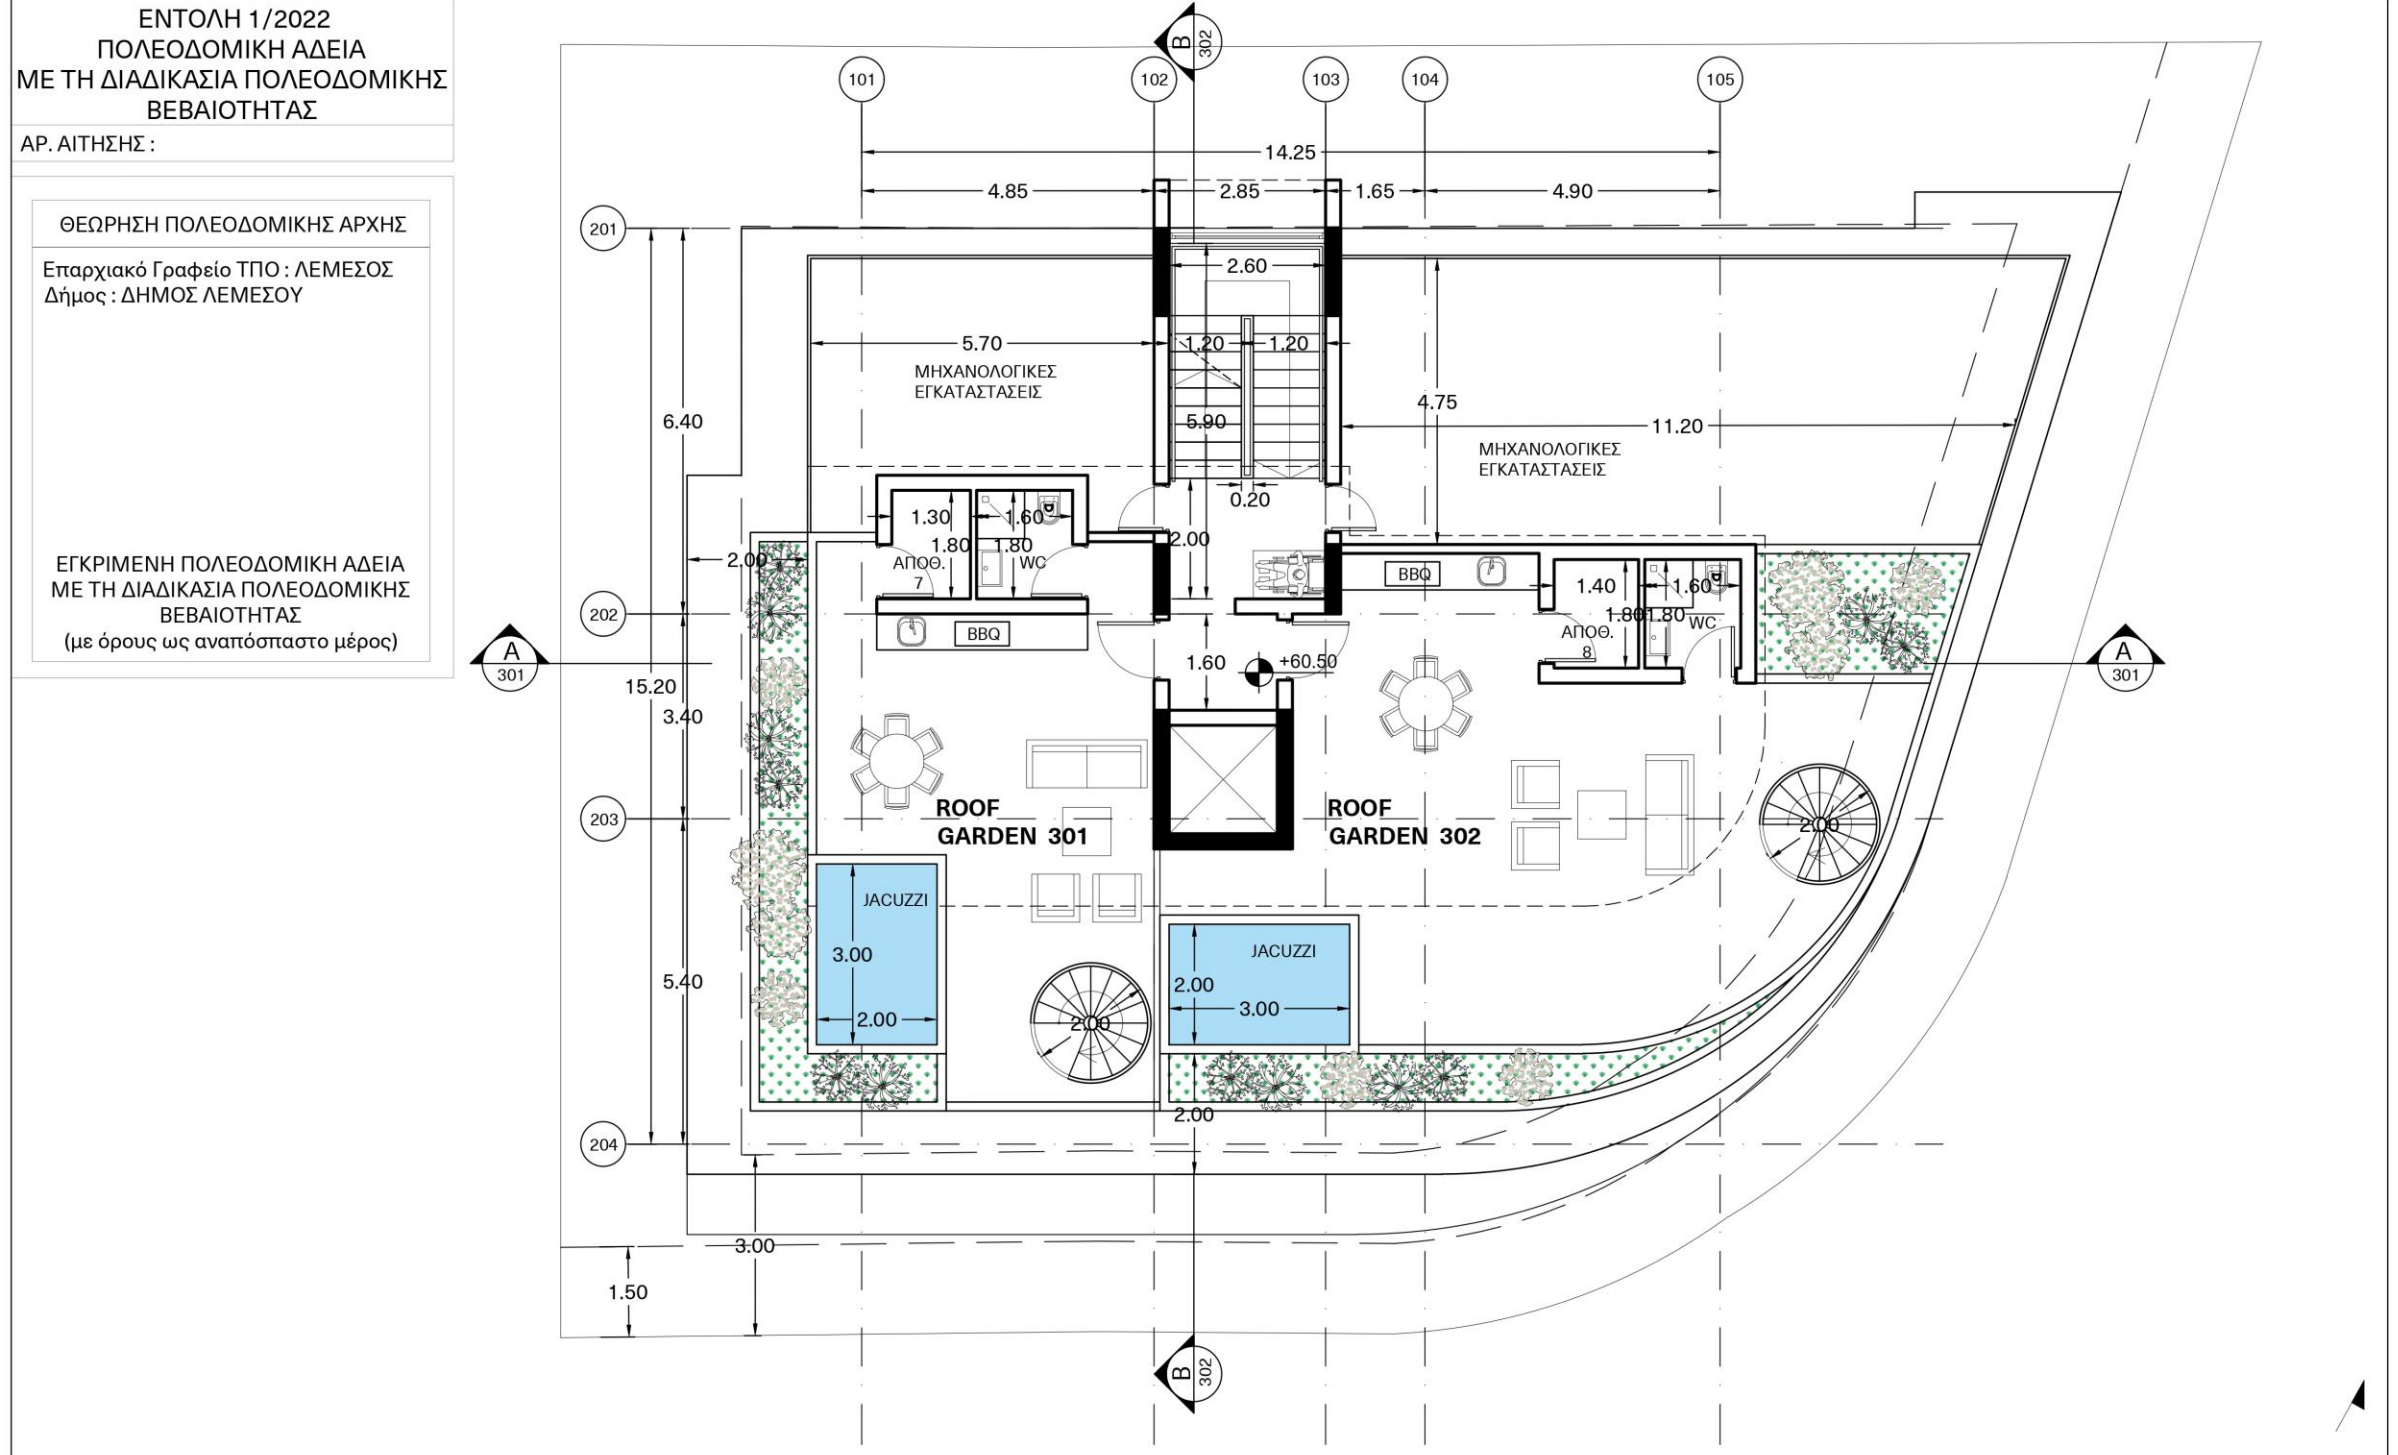 ΕΝΤΟΛΗ 1/2022
ΠΟΛΕΟΔΟΜΙΚΗ ΑΔΕΙΑ
ΜΕ ΤΗ ΔΙΑΔΙΚΑΣΙΑ ΠΟΛΕΟΔΟΜΙΚΗΣ
ΒΕΒΑΙΟΤΗΤΑΣ
ΑΡ. ΑΙΤΗΣΗΣ :
ΘΕΩΡΗΣΗ ΠΟΛΕΟΔΟΜΙΚΗΣ ΑΡΧΗΣ
Επαρχιακό Γραφείο ΤΠΟ : ΛΕΜΕΣΟΣ
Δήμος : ΔΗΜΟΣ ΛΕΜΕΣΟΥ
ΕΓΚΡΙΜΕΝΗ ΠΟΛΕΟΔΟΜΙΚΗ ΑΔΕΙΑ
ΜΕ ΤΗ ΔΙΑΔΙΚΑΣΙΑ ΠΟΛΕΟΔΟΜΙΚΗΣ
ΒΕΒΑΙΟΤΗΤΑΣ
(με όρους ως αναπόσπαστο μέρος)
B
302
101
102
103
104
105
14.25
4.85
2.85
1.65
4.90
201
2.60
5.70
1.20
1.20
ΜΗΧΑΝΟΛΟΓΙΚΕΣ
ΕΓΚΑΤΑΣΤΑΣΕΙΣ
4.75
6.40
5.90
11.20
ΜΗΧΑΝΟΛΟΓΙΚΕΣ
ΕΓΚΑΤΑΣΤΑΣΕΙΣ
0.20
1.30
1.60
2.00
1.80
1.80
2.00
ΑΠΟΘ.
7
WC
BBQ
1.40
1.60
1.80
1.80
ΑΠΟΘ.
8
WC
202
BBQ
A
301
1.60
+60.50
A
301
15.20
3.40
203
ROOF
GARDEN 301
ROOF
GARDEN 302
2.00
JACUZZI
3.00
2.00
JACUZZI
2.00
3.00
5.40
2.00
2.00
204
3.00
1.50
B
302